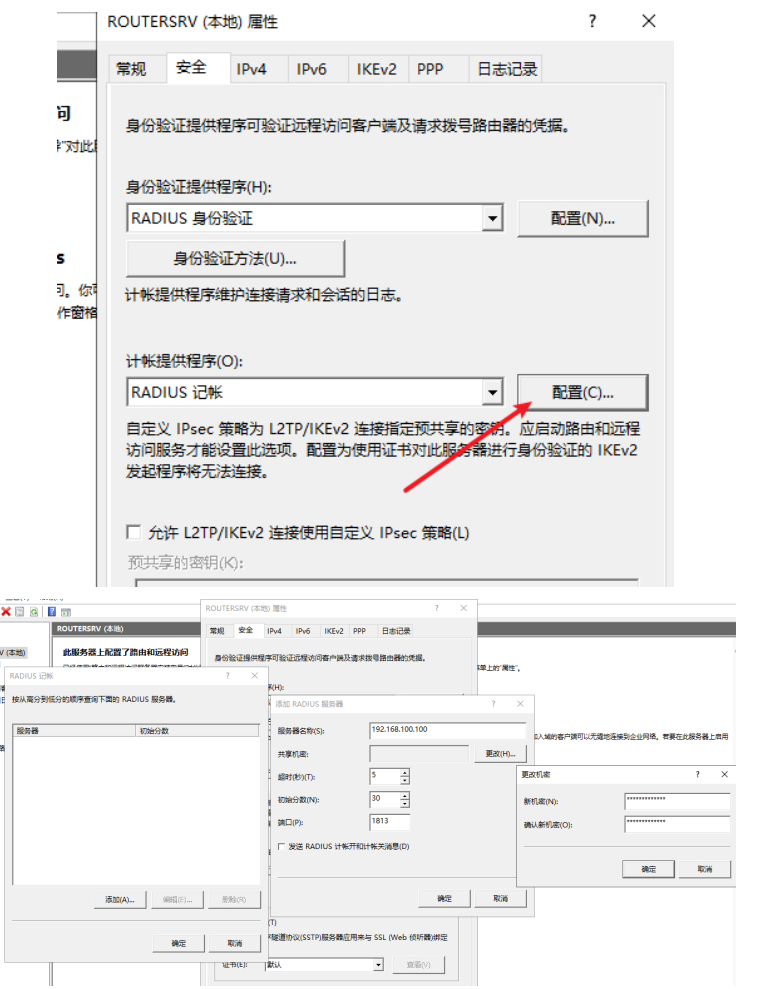 ROUTERSRV (本地) 属性
?
常规 安全 IPv4 IPv6 IKEv2 PPP 日志记录
问
身份验证提供程序可验证远程访问客户端及请求拨号路由器的凭据。
"对此
身份验证提供程序(H):
RADIUS 身份验证
配置(N)...
s
身份验证方法(U)...
问。你
计帐提供程序维护连接请求和会话的日志。
作窗格
计帐提供程序(O):
RADIUS 记帐
配置(C)...
自定义 IPsec 策略为 L2TP/IKEv2 连接指定预共享的密钥。应启动路由和远程
访问服务才能设置此选项。配置为使用证书对此服务器进行身份验证的 IKEv2
发起程序将无法连接。
允许 L2TP/IKEv2 连接使用自定义 IPsec 策略(L)
预共享的密钥(K):
ROUTERSRV (本地) 属性
?
ROUTERSRV (本地)
常规 安全 IPv4 IPv6 IKEv2 PPP 日志记录
V (本地)
此服务器上配置了路由和远程访问
身份验证提供程序可验证远程访问客户端及请求拨号路由器的凭据。
单上的"属性"。
RADIUS 记帐
?
按从高分到低分的顺序查询下面的 RADIUS 服务器。
服务器 初始分数
添加(A)... 编辑(E)... 删除(R)
确定 取消
(H):
添加 RADIUS 服务器
?
服务器名称(S):
192.168.100.100
共享机密:
更改(H)...
超时(秒)(T):
5
初始分数(N):
30
端口(P):
1813
发送 RADIUS 计帐开和计帐关消息(D)
确定 取消
加入域的客户端可以无缝地连接到企业网络。若要在此服务器上启用
更改机密
?
新机密(N):
*************
确认新机密(O):
*************
确定 取消
(T)
隧道协议(SSTP)服务器应用来与 SSL (Web 侦听器)绑定
证书(E):
默认
查看(V)